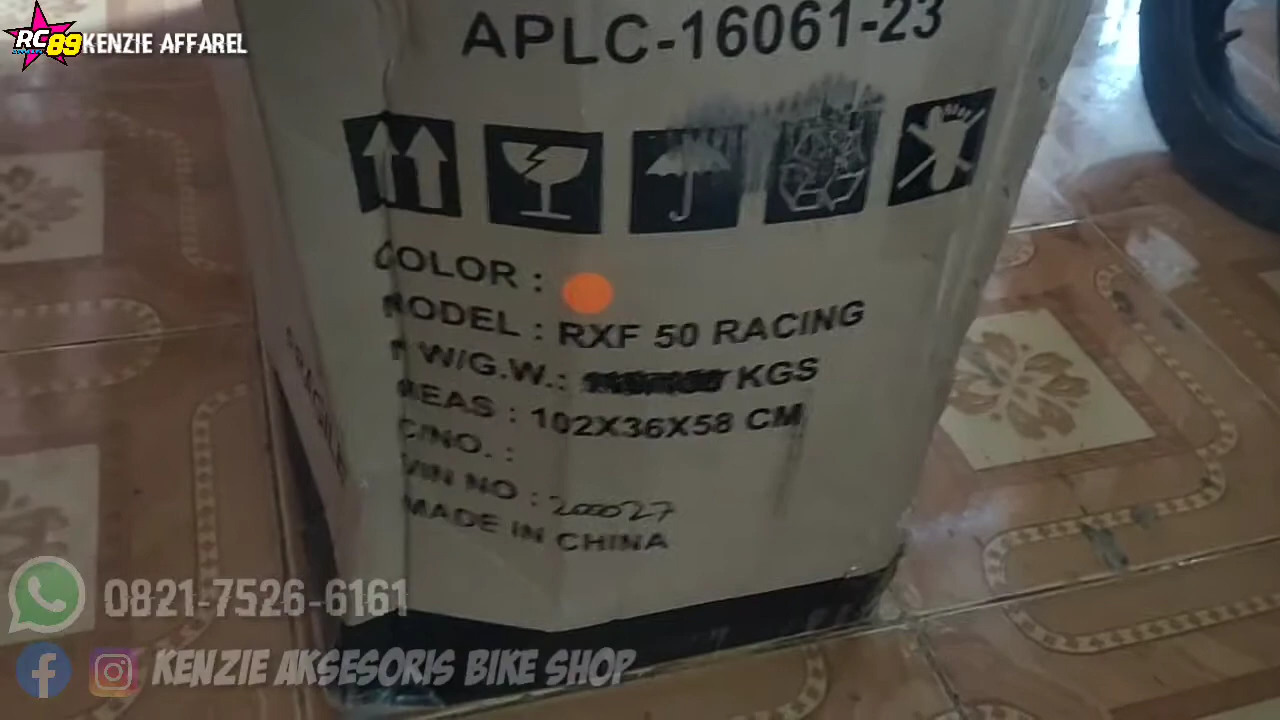 RC89 KENZIE AFFAREL
APLC-16061-23
COLOR :
MODEL : RXF 50 RACING
W/G.W.: KGS
MEAS : 102X36X58 CM
C/NO. :
VIN NO : 200027
MADE IN CHINA
0821-7526-6161
KENZIE AKSESORIS BIKE SHOP